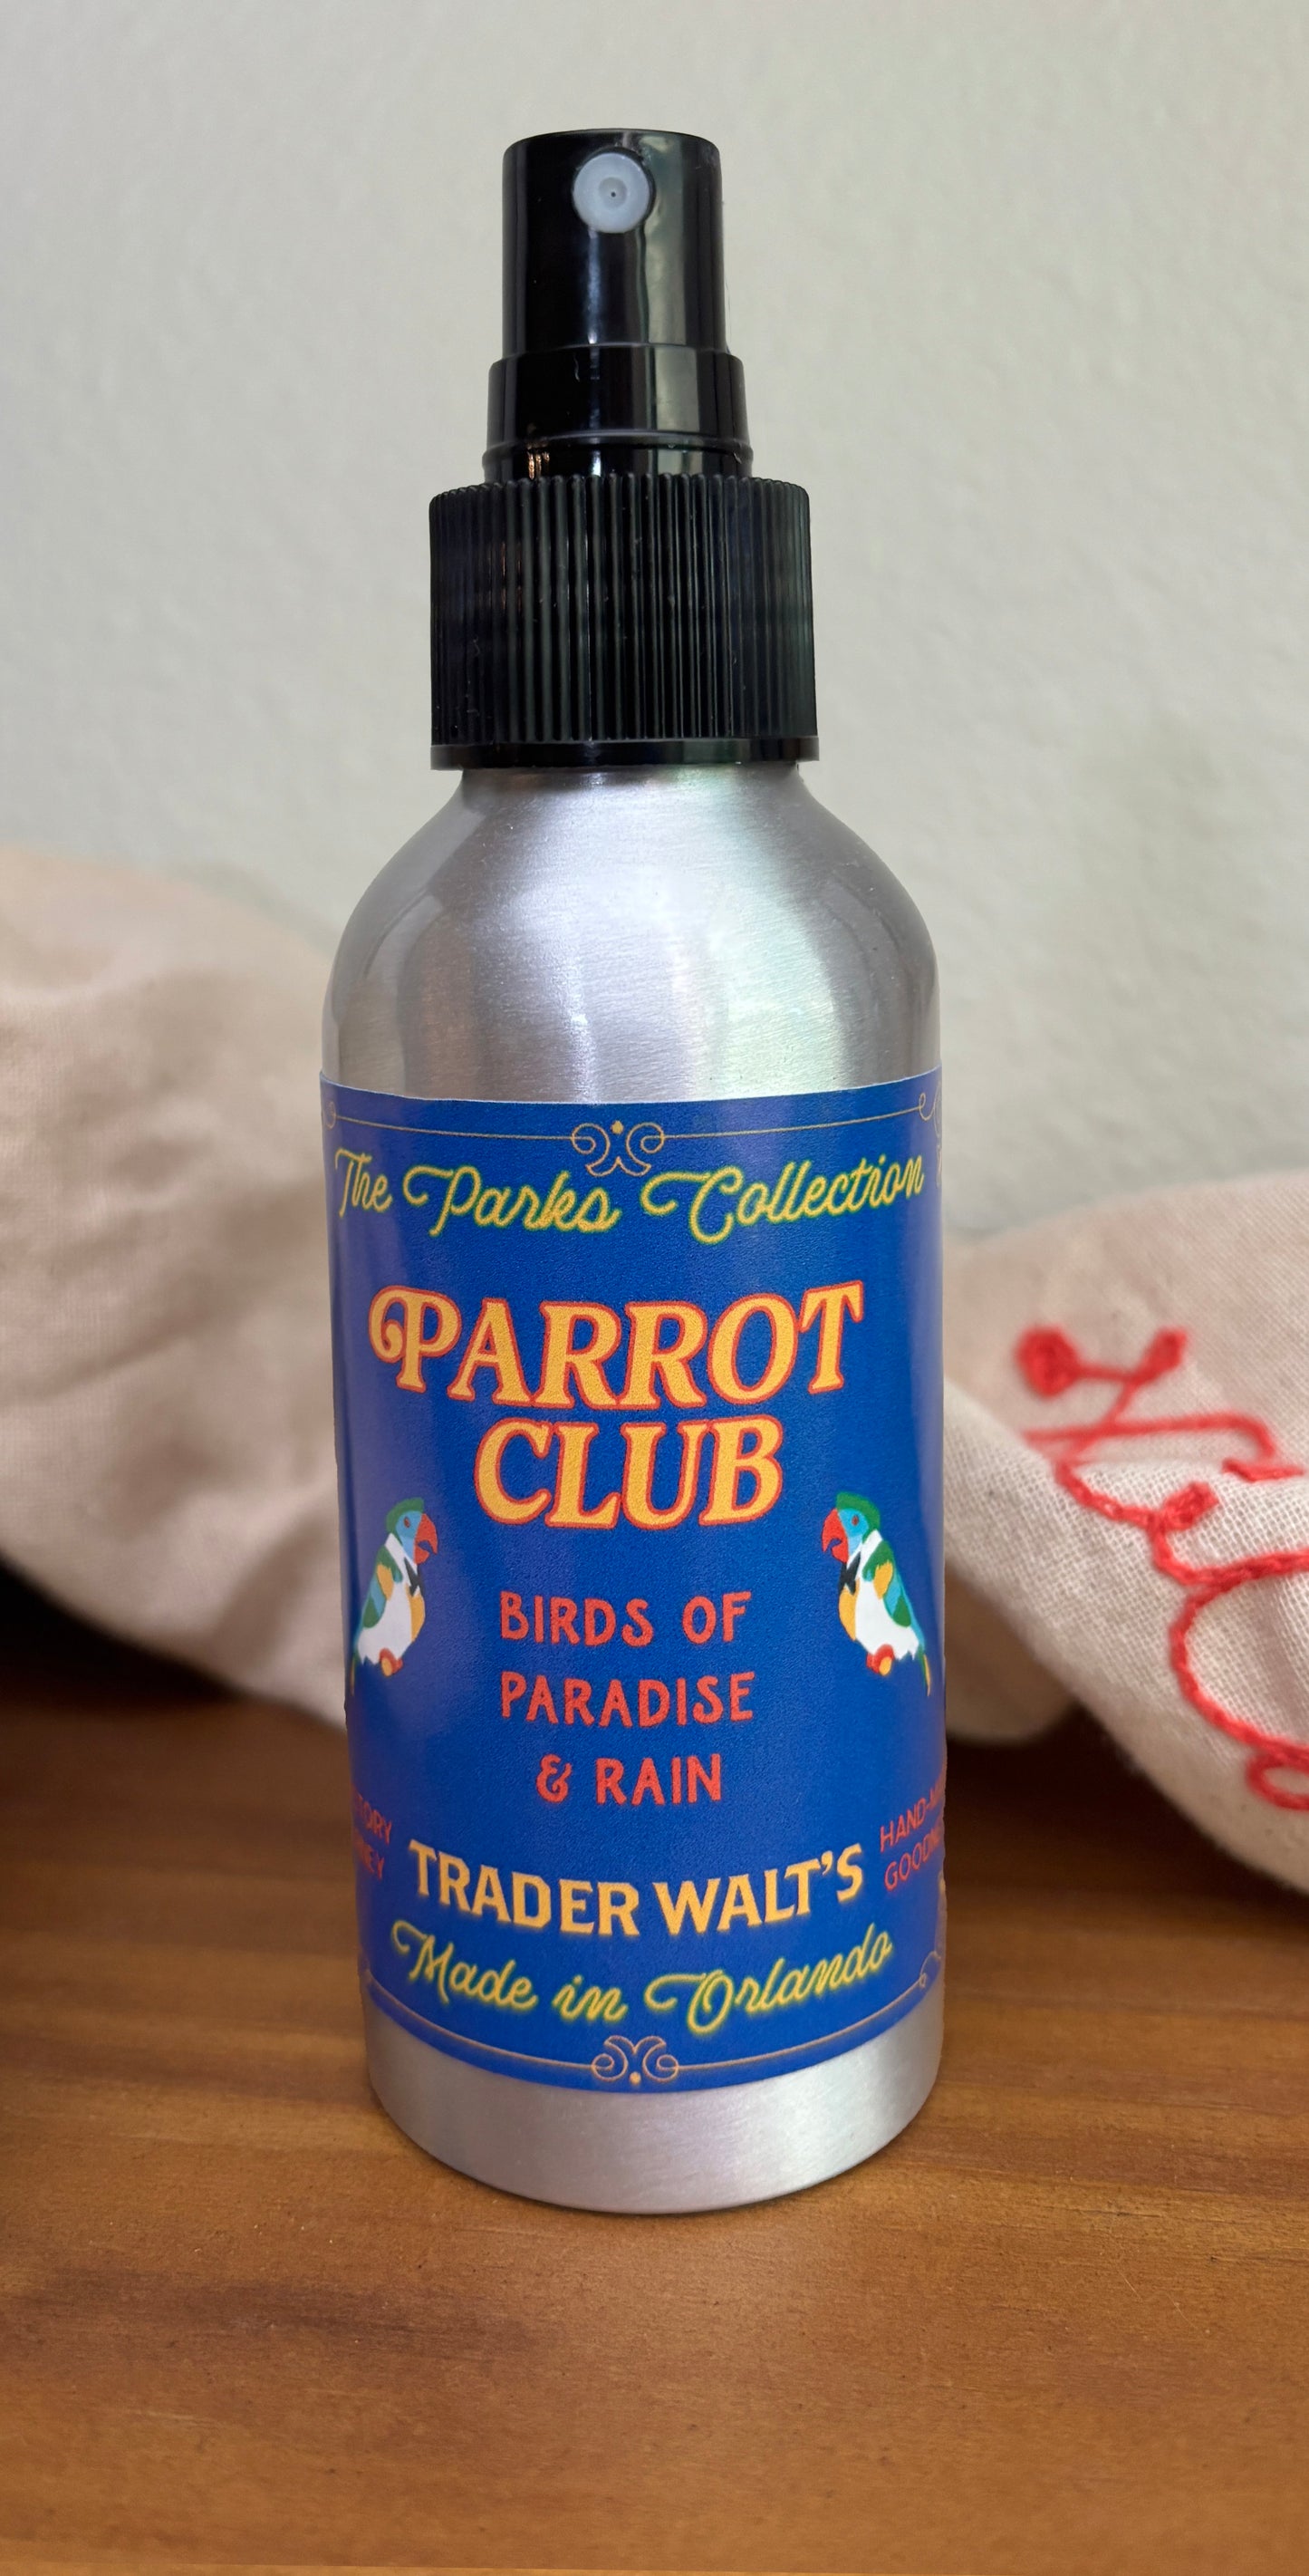 The Parks Collection
PARROT
CLUB
BIRDS OF
PARADISE
& RAIN
TRADER WALT'S
Made in Orlando